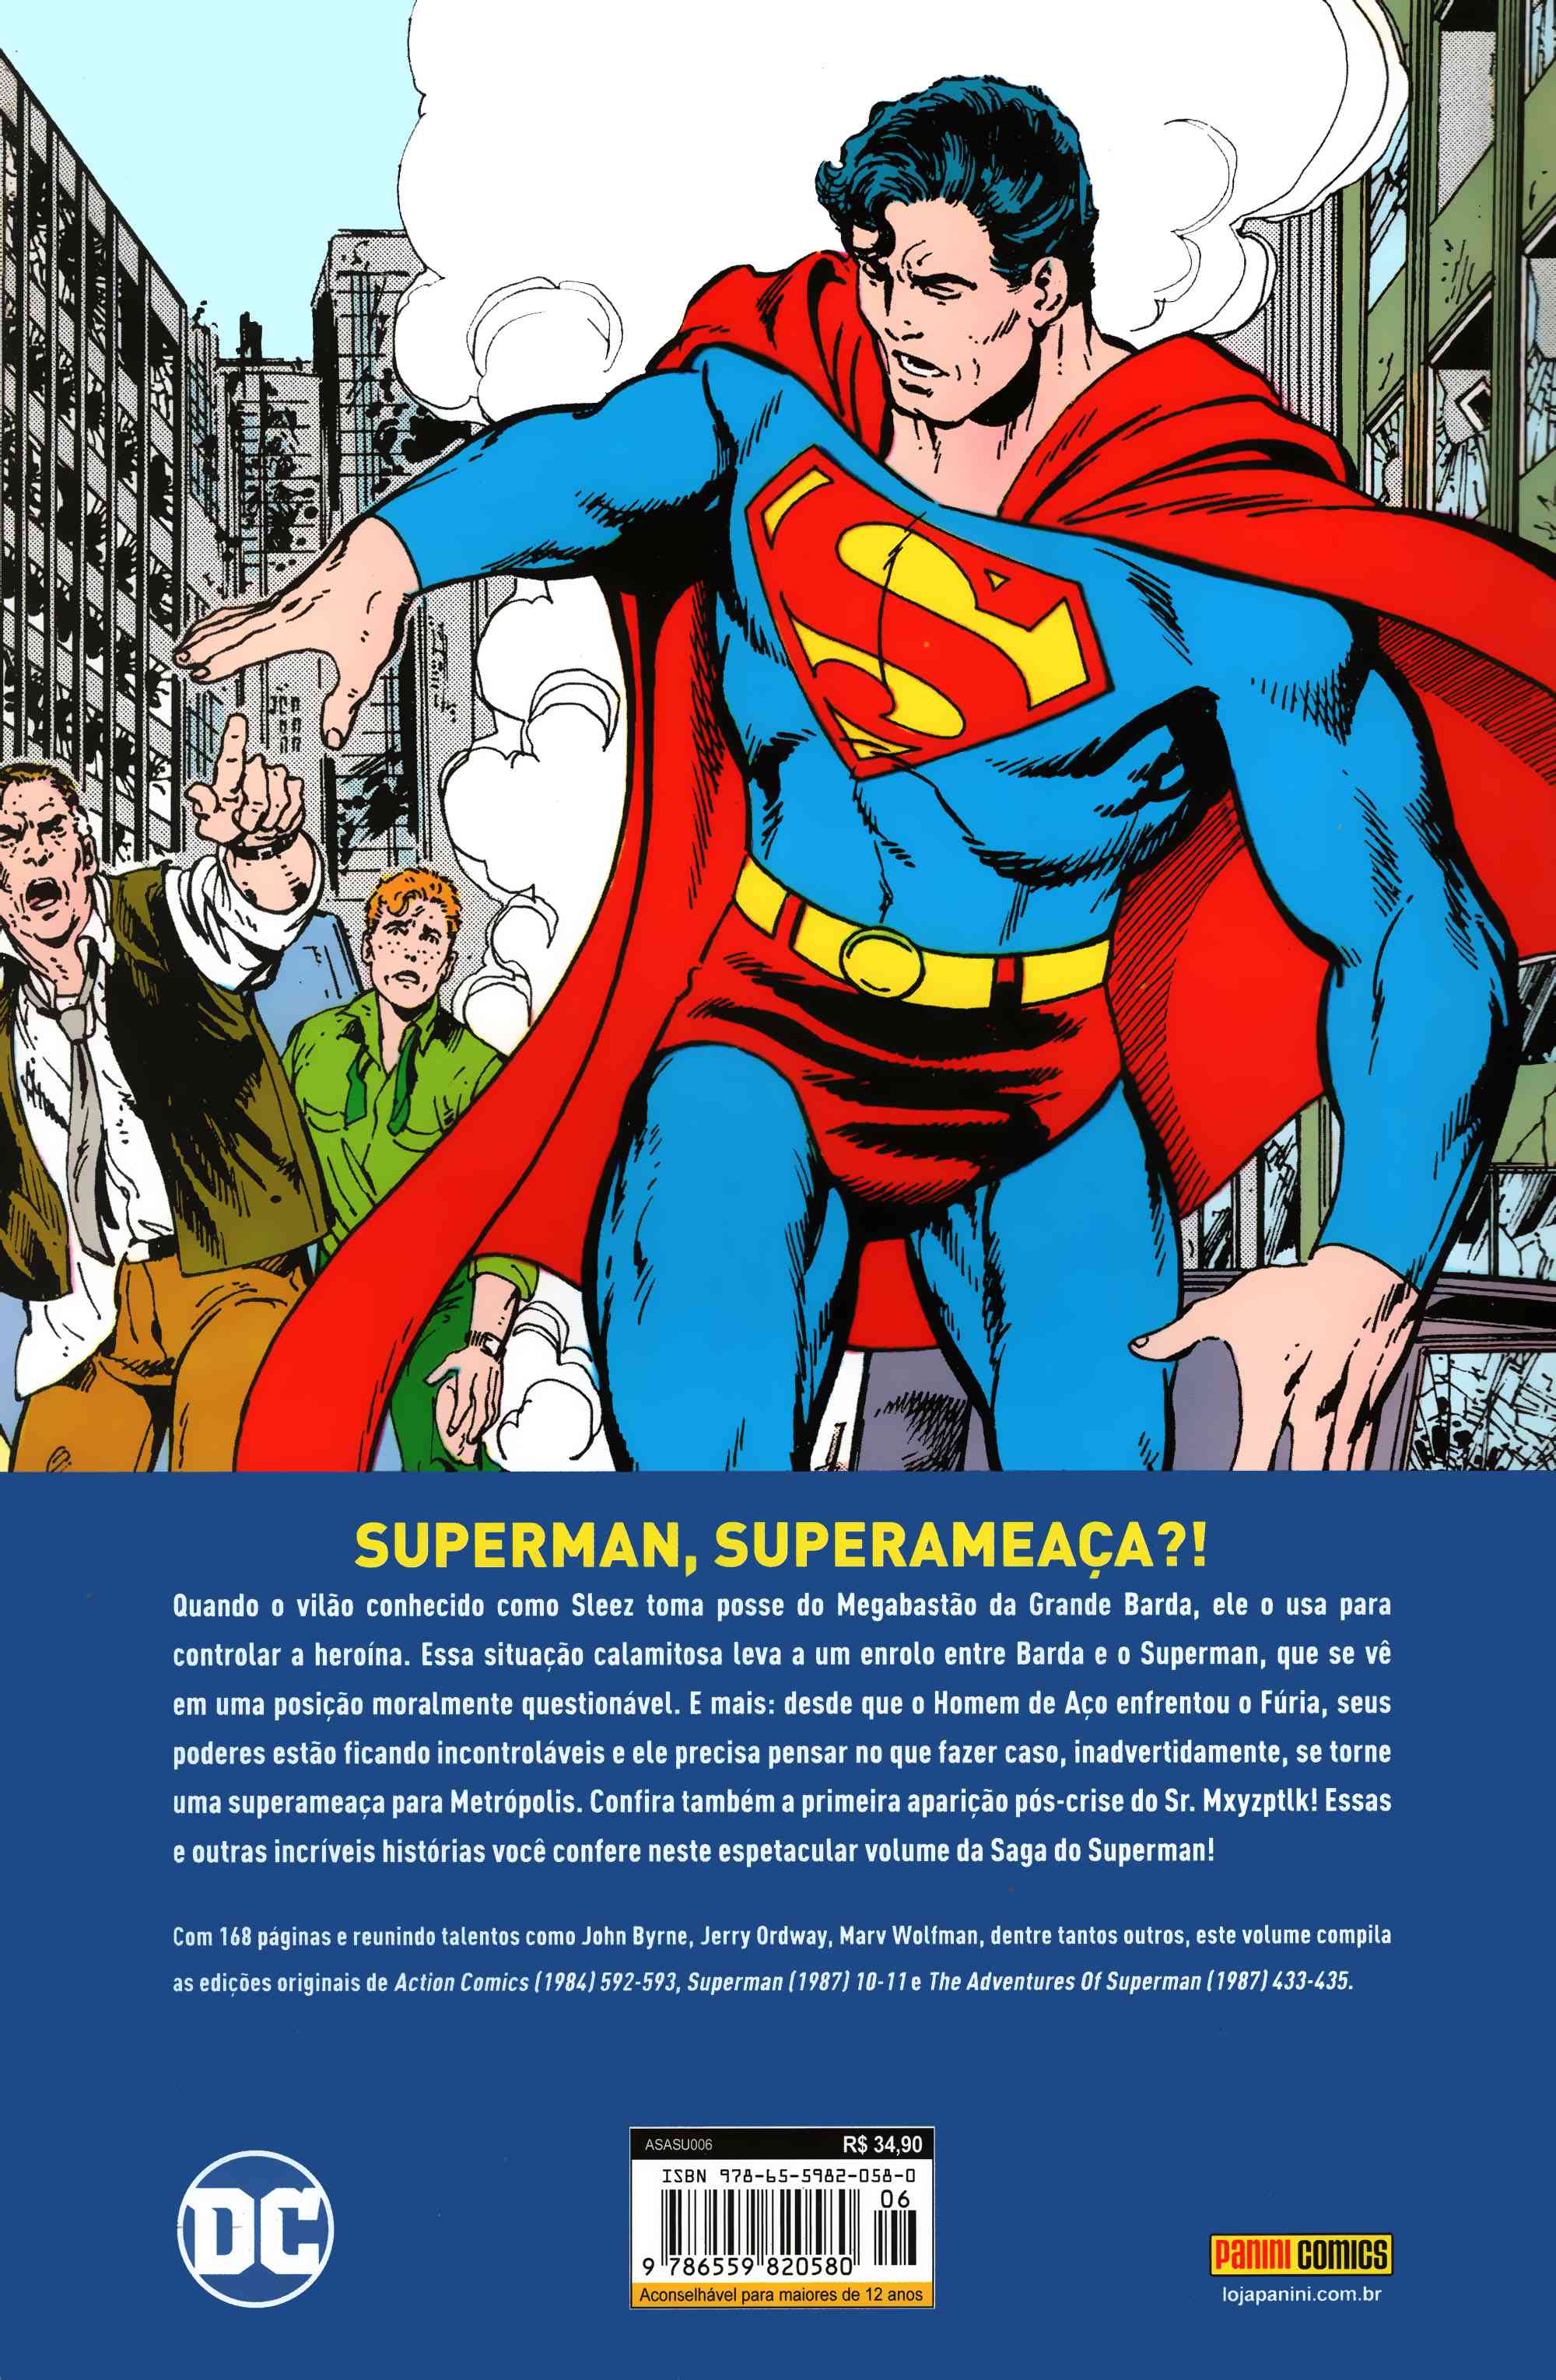 SUPERMAN, SUPERAMEAÇA?!
Quando o vilão conhecido como Sleez toma posse do Megabastão da Grande Barda, ele o usa para
controlar a heroína. Essa situação calamitosa leva a um enrolo entre Barda e o Superman, que se vê
em uma posição moralmente questionável. E mais: desde que o Homem de Aço enfrentou o Fúria, seus
poderes estão ficando incontroláveis e ele precisa pensar no que fazer caso, inadvertidamente, se torne
uma superameaça para Metrópolis. Confira também a primeira aparição pós-crise do Sr. Mxyzptlk! Essas
e outras incríveis histórias você confere neste espetacular volume da Saga do Superman!
Com 168 páginas e reunindo talentos como John Byrne, Jerry Ordway, Marv Wolfman, dentre tantos outros, este volume compila
as edições originais de Action Comics (1984) 592-593, Superman (1987) 10-11 e The Adventures Of Superman (1987) 433-435.
DC
ASASU006 R$ 34,90
ISBN 978-65-5982-058-0
06
9 786559 820580
Aconselhável para maiores de 12 anos
PANINI COMICS
lojapanini.com.br